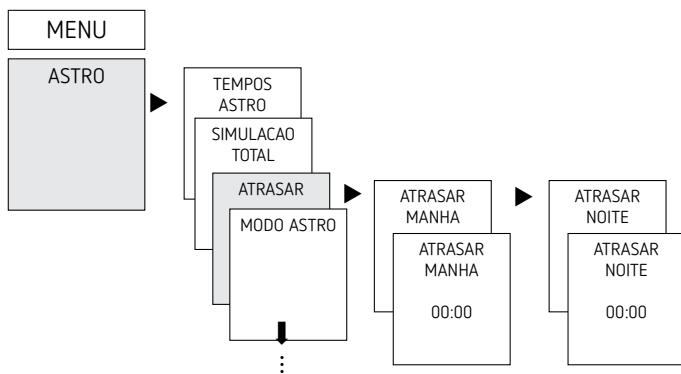 MENU
ASTRO
TEMPOS
ASTRO
SIMULACAO
TOTAL
ATRASAR
MODO ASTRO
ATRASAR
MANHA
ATRASAR
MANHA
00:00
ATRASAR
NOITE
ATRASAR
NOITE
00:00